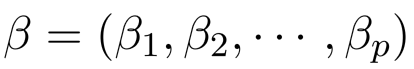 β = (β₁, β₂, ⋯ , βₚ)